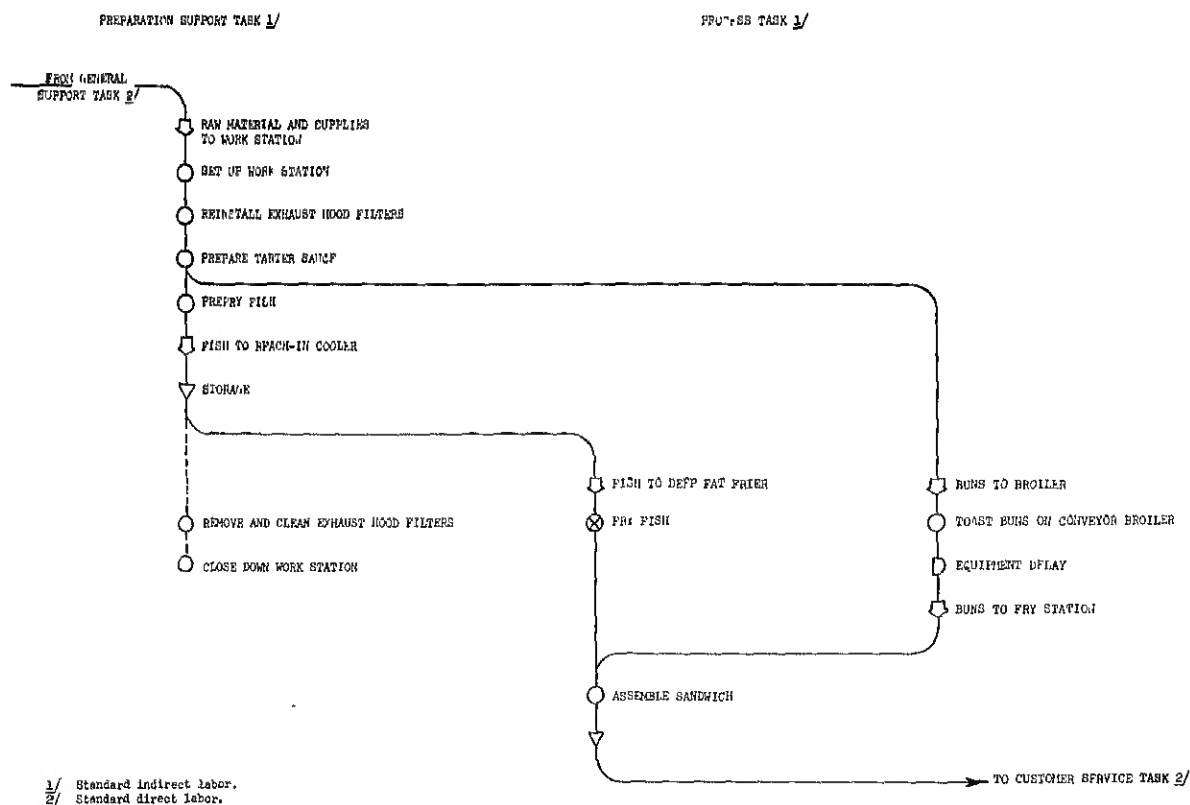 PREPARATION SUPPORT TASK 1/
PROCESS TASK 1/
FROM GENERAL
SUPPORT TASK 2/
RAW MATERIAL AND SUPPLIES
TO WORK STATION
SET UP WORK STATION
REINSTALL EXHAUST HOOD FILTERS
PREPARE TARTER SAUCE
PREFRY FISH
FISH TO REACH-IN COOLER
STORAGE
FISH TO DEEP FAT FRIER
BUNS TO BROILER
REMOVE AND CLEAN EXHAUST HOOD FILTERS
FRY FISH
TOAST BUNS ON CONVEYOR BROILER
CLOSE DOWN WORK STATION
EQUIPMENT DELAY
BUNS TO FRY STATION
ASSEMBLE SANDWICH
TO CUSTOMER SERVICE TASK 2/
1/ Standard indirect labor.
2/ Standard direct labor.